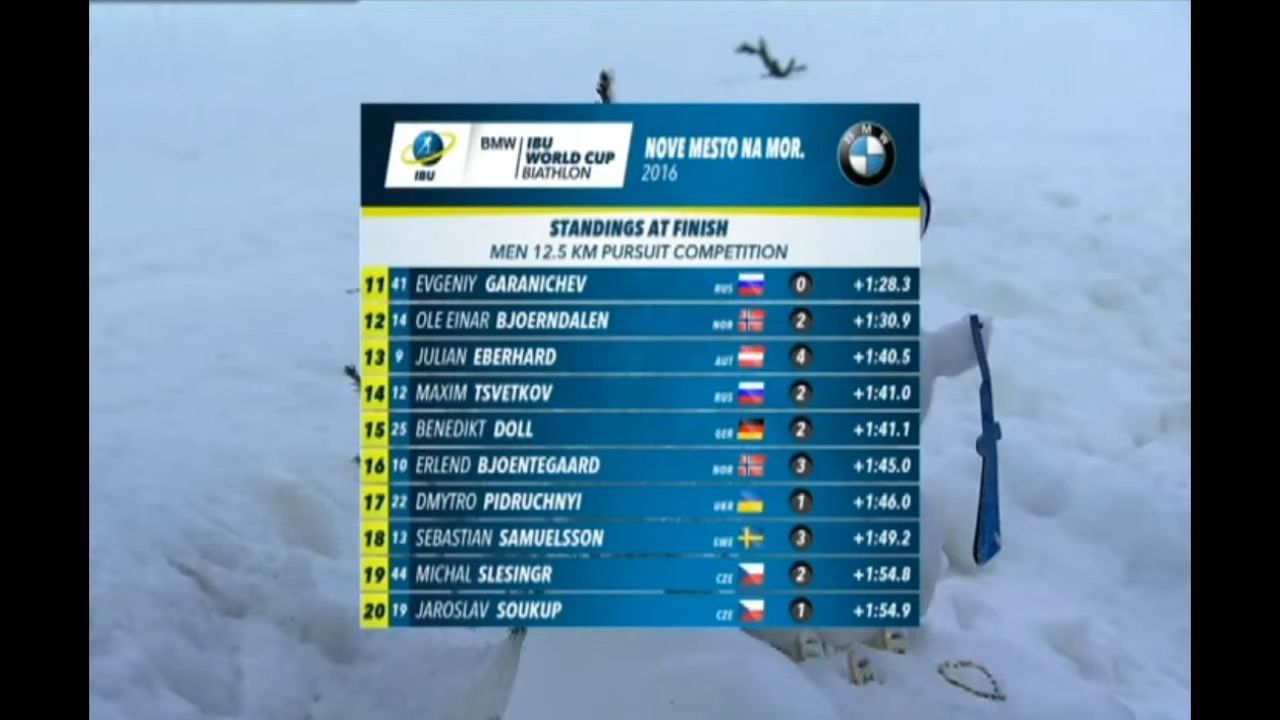 IBU
BMW IBU WORLD CUP BIATHLON
NOVE MESTO NA MOR.
2016
BMW
STANDINGS AT FINISH
MEN 12.5 KM PURSUIT COMPETITION
11 41 EVGENIY GARANICHEV RUS 0 +1:28.3
12 14 OLE EINAR BJOERNDALEN NOR 2 +1:30.9
13 9 JULIAN EBERHARD AUT 4 +1:40.5
14 12 MAXIM TSVETKOV RUS 2 +1:41.0
15 25 BENEDIKT DOLL GER 2 +1:41.1
16 10 ERLEND BJOENTEGAARD NOR 3 +1:45.0
17 22 DMYTRO PIDRUCHNYI UKR 1 +1:46.0
18 13 SEBASTIAN SAMUELSSON SWE 3 +1:49.2
19 44 MICHAL SLESINGR CZE 2 +1:54.8
20 19 JAROSLAV SOUKUP CZE 1 +1:54.9